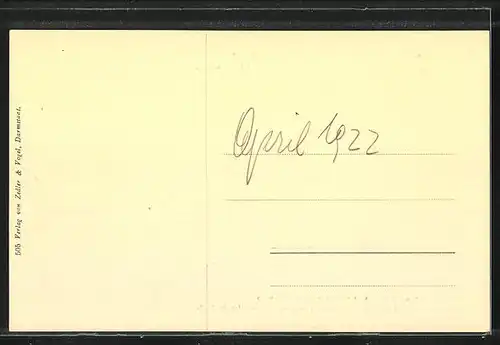 505 Verlag von Zeller & Vogel, Darmstadt.
April 1922